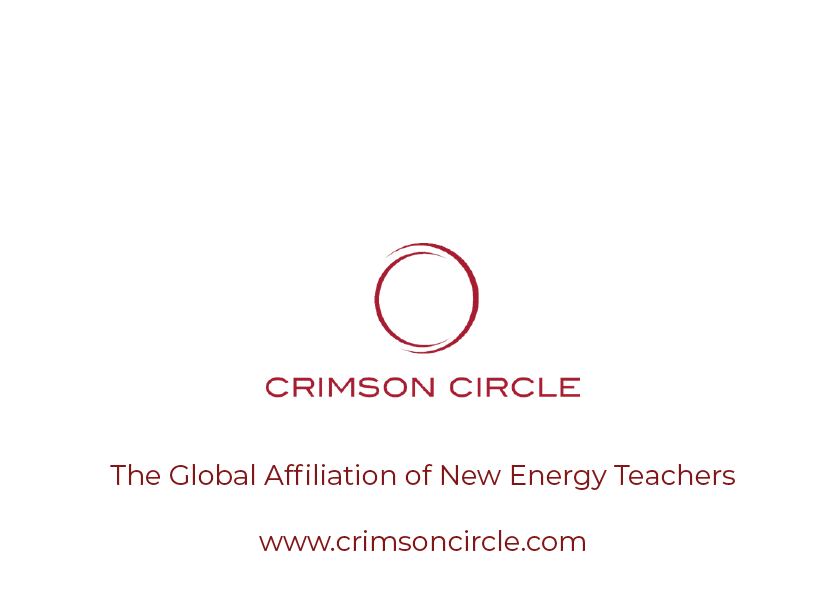 CRIMSON CIRCLE
The Global Affiliation of New Energy Teachers
www.crimsoncircle.com